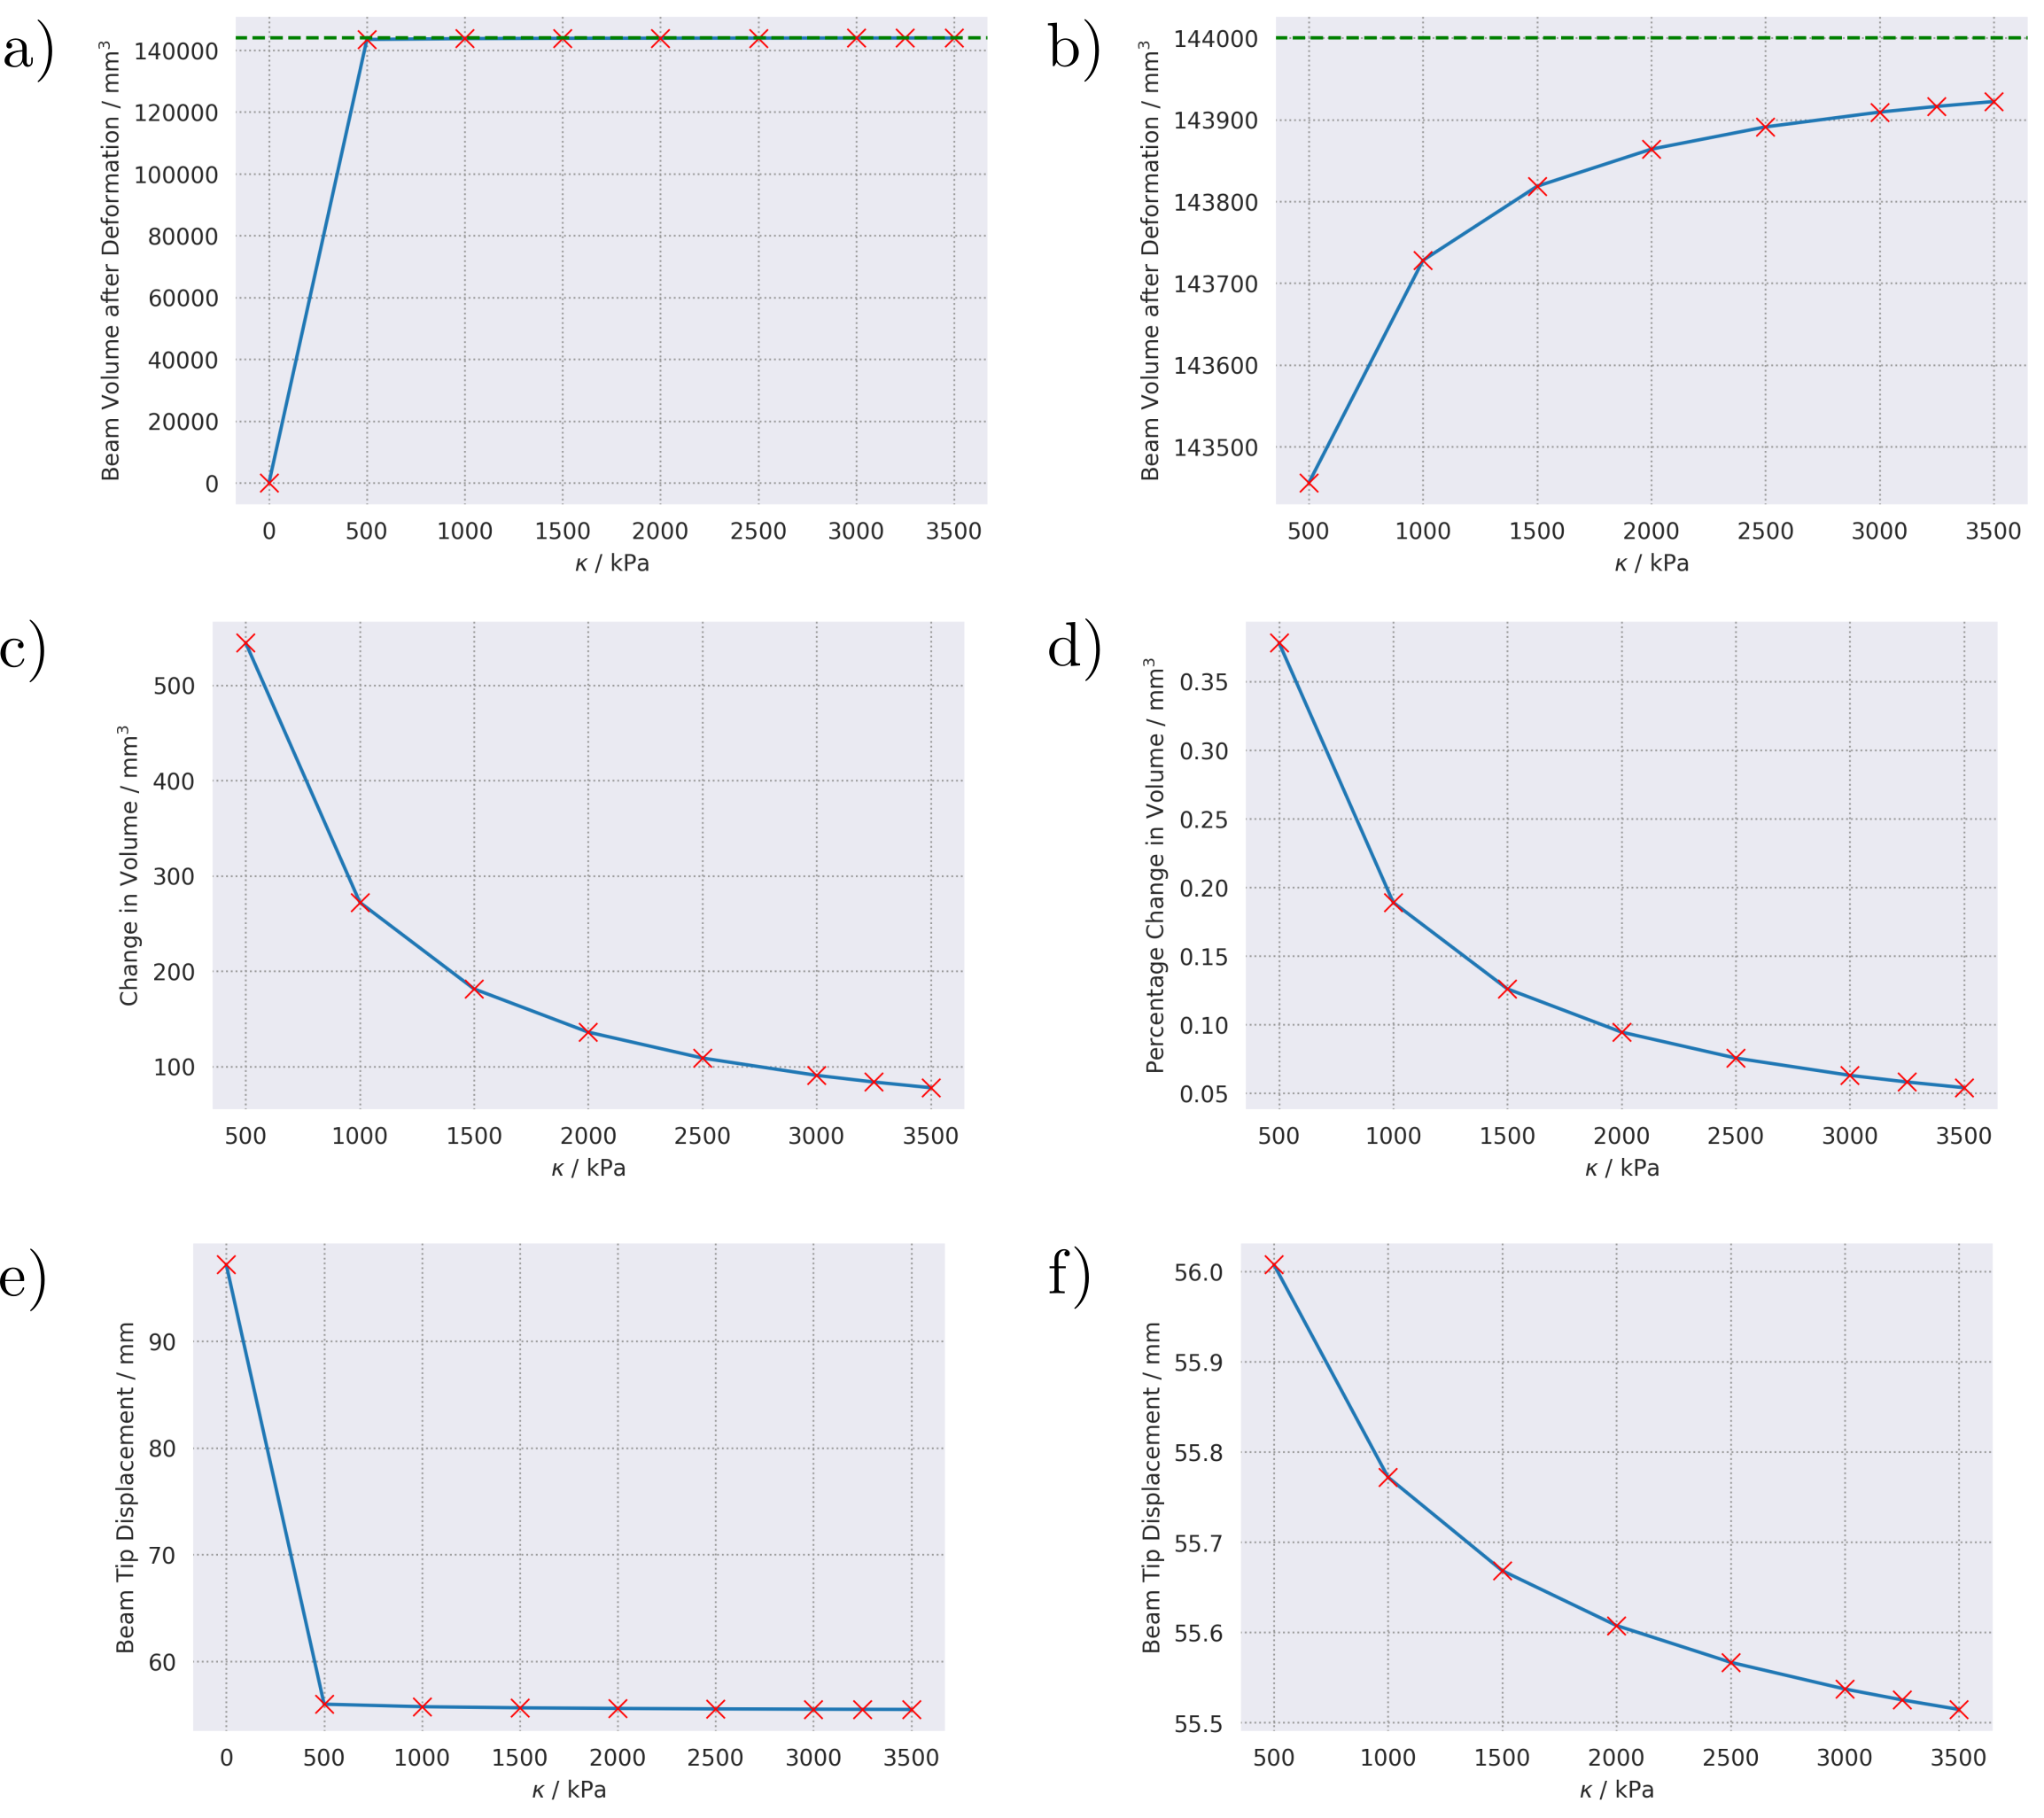 a)
Beam Volume after Deformation / mm³
140000
120000
100000
80000
60000
40000
20000
0
0 500 1000 1500 2000 2500 3000 3500
κ / kPa
b)
Beam Volume after Deformation / mm³
144000
143900
143800
143700
143600
143500
500 1000 1500 2000 2500 3000 3500
κ / kPa
c)
Change in Volume / mm³
500
400
300
200
100
500 1000 1500 2000 2500 3000 3500
κ / kPa
d)
Percentage Change in Volume / mm³
0.35
0.30
0.25
0.20
0.15
0.10
0.05
500 1000 1500 2000 2500 3000 3500
κ / kPa
e)
Beam Tip Displacement / mm
90
80
70
60
0 500 1000 1500 2000 2500 3000 3500
κ / kPa
f)
Beam Tip Displacement / mm
56.0
55.9
55.8
55.7
55.6
55.5
500 1000 1500 2000 2500 3000 3500
κ / kPa